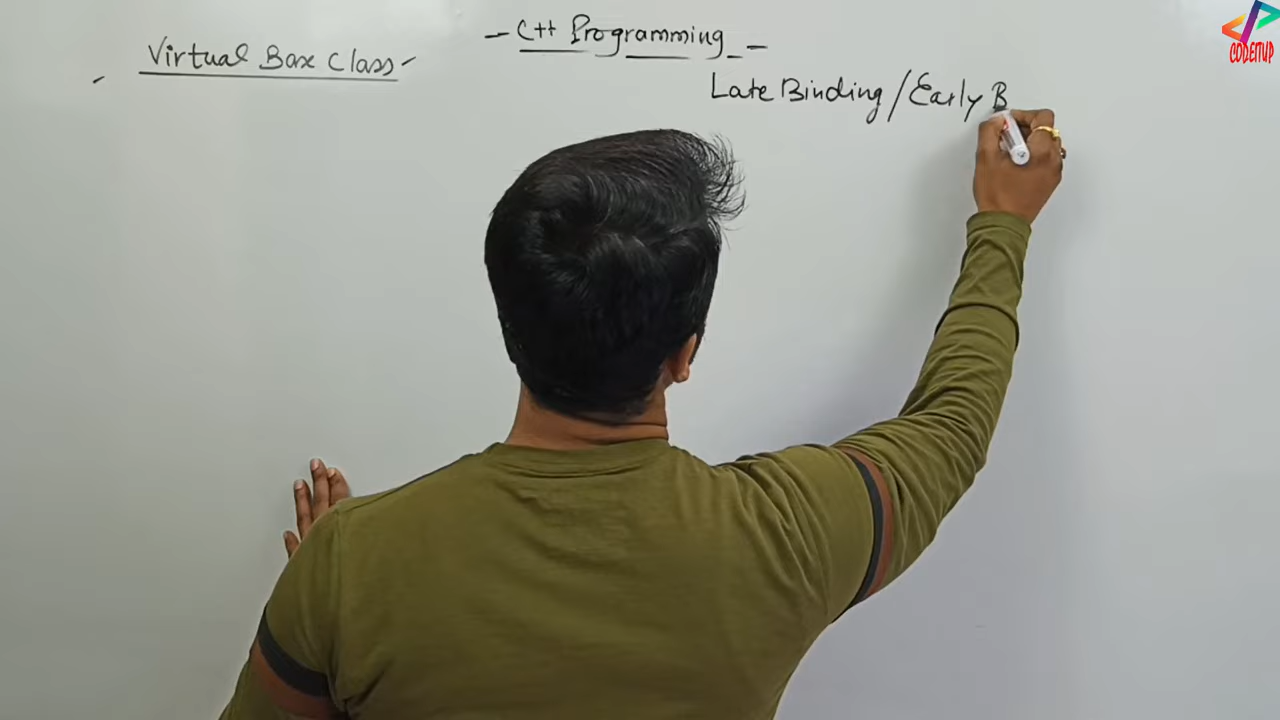 - C++ Programming -
Virtual Base Class
Late Binding / Early B
CODEITUP